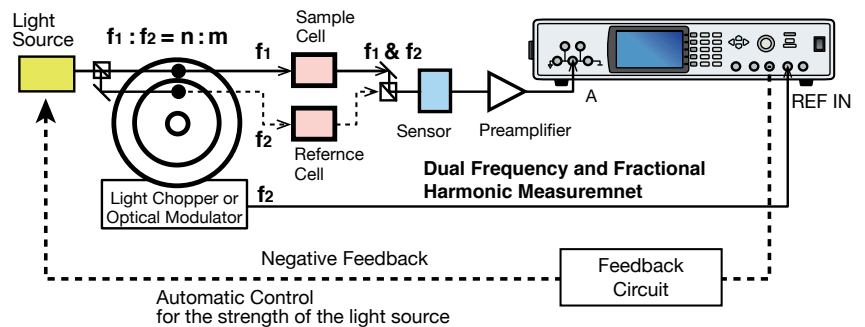 Light
Source
f1 : f2 = n : m
f1
Sample
Cell
f1 & f2
f2
Refernce
Cell
Sensor
Preamplifier
A
REF IN
Dual Frequency and Fractional
Harmonic Measuremnet
Light Chopper or
Optical Modulator
f2
Negative Feedback
Feedback
Circuit
Automatic Control
for the strength of the light source